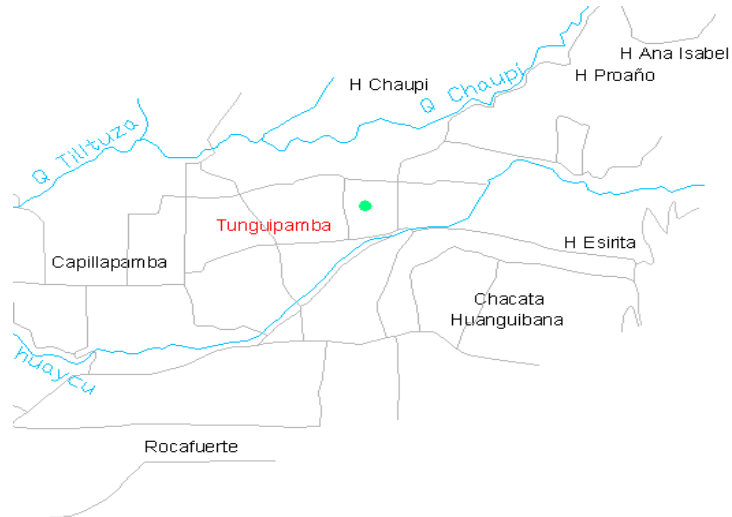 H Ana Isabel
H Proaño
H Chaupi
Q Chaupi
Q Tilltuza
Tunguipamba
H Esirita
Capillapamba
Chacata
Huanguibana
huaycu
Rocafuerte